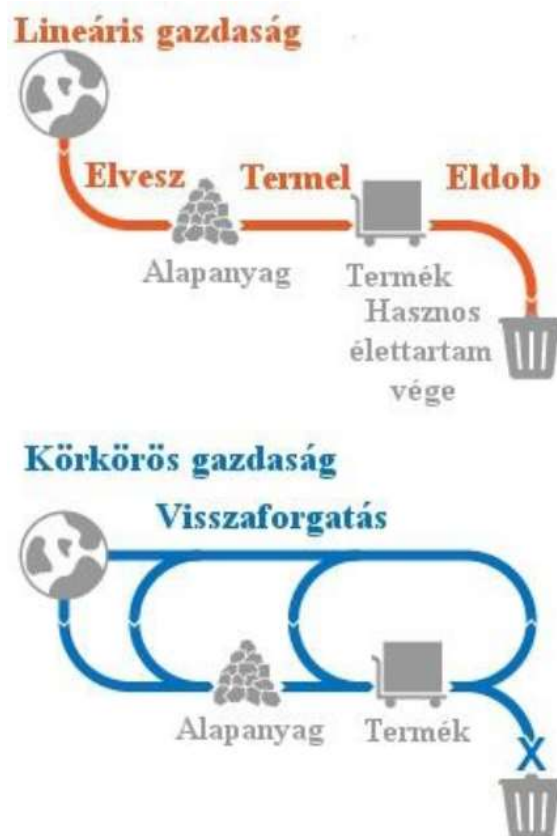 Lineáris gazdaság
Elvesz Termel Eldob
Alapanyag
Termék
Hasznos
élettartam
vége
Körkörös gazdaság
Visszaforgatás
Alapanyag Termék
X